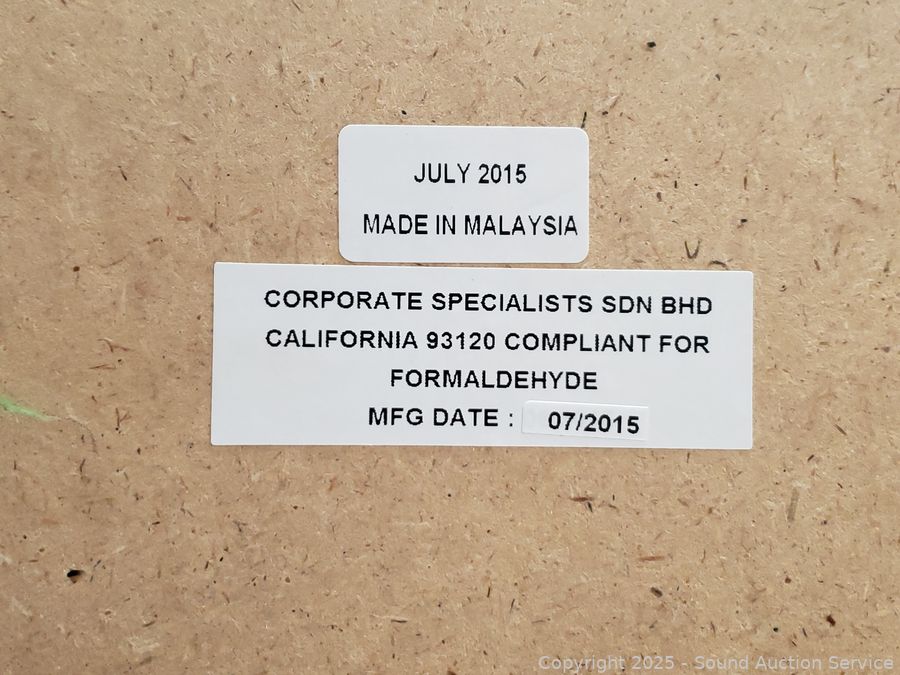 JULY 2015
MADE IN MALAYSIA
CORPORATE SPECIALISTS SDN BHD
CALIFORNIA 93120 COMPLIANT FOR
FORMALDEHYDE
MFG DATE : 07/2015
Copyright 2025 - Sound Auction Service